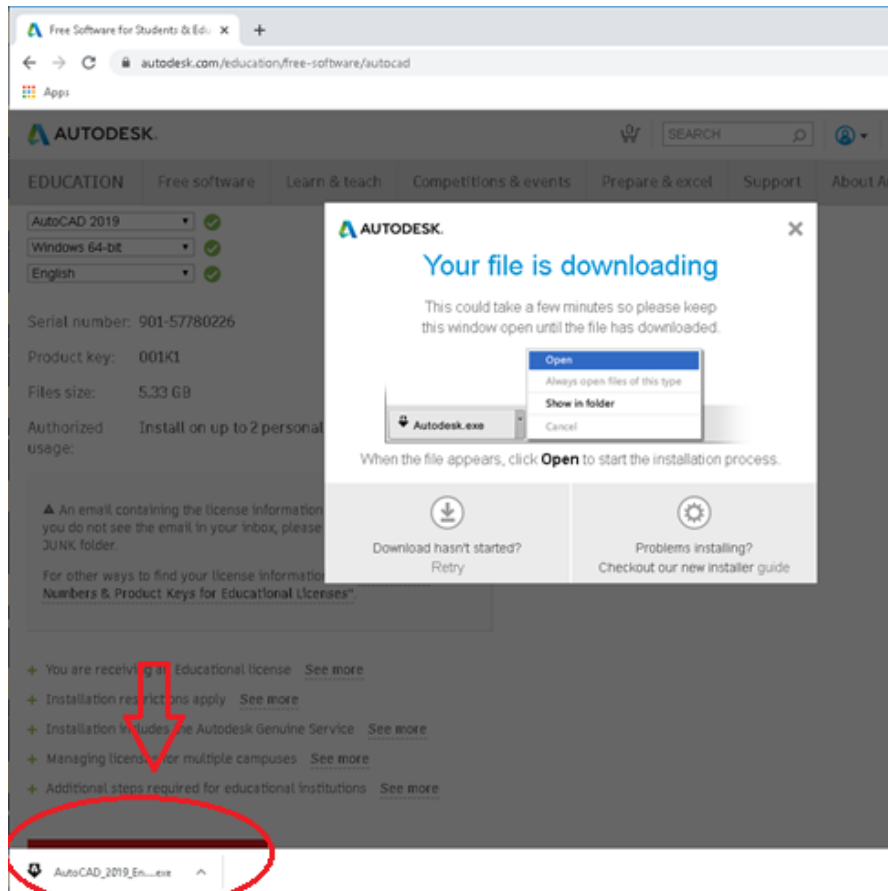 Free Software for Students & Edu
autodesk.com/education/free-software/autocad
Apps
AUTODESK.
SEARCH
EDUCATION Free software Learn & teach Competitions & events Prepare & excel Support About A
AutoCAD 2019
Windows 64-bit
English
Serial number: 901-57780226
Product key: 001K1
Files size: 5.33 GB
Authorized usage: Install on up to 2 personal
An email containing the license information
you do not see the email in your inbox, please
JUNK folder.
For other ways to find your license information
Numbers & Product Keys for Educational Licenses".
AUTODESK.
Your file is downloading
This could take a few minutes so please keep
this window open until the file has downloaded.
Open
Always open files of this type
Show in folder
Cancel
Autodesk.exe
When the file appears, click Open to start the installation process.
Download hasn't started?
Retry
Problems installing?
Checkout our new installer guide
+ You are receiving an Educational license See more
+ Installation restrictions apply See more
+ Installation includes the Autodesk Genuine Service See more
+ Managing license for multiple campuses See more
+ Additional steps required for educational institutions See more
AutoCAD_2019_En....exe